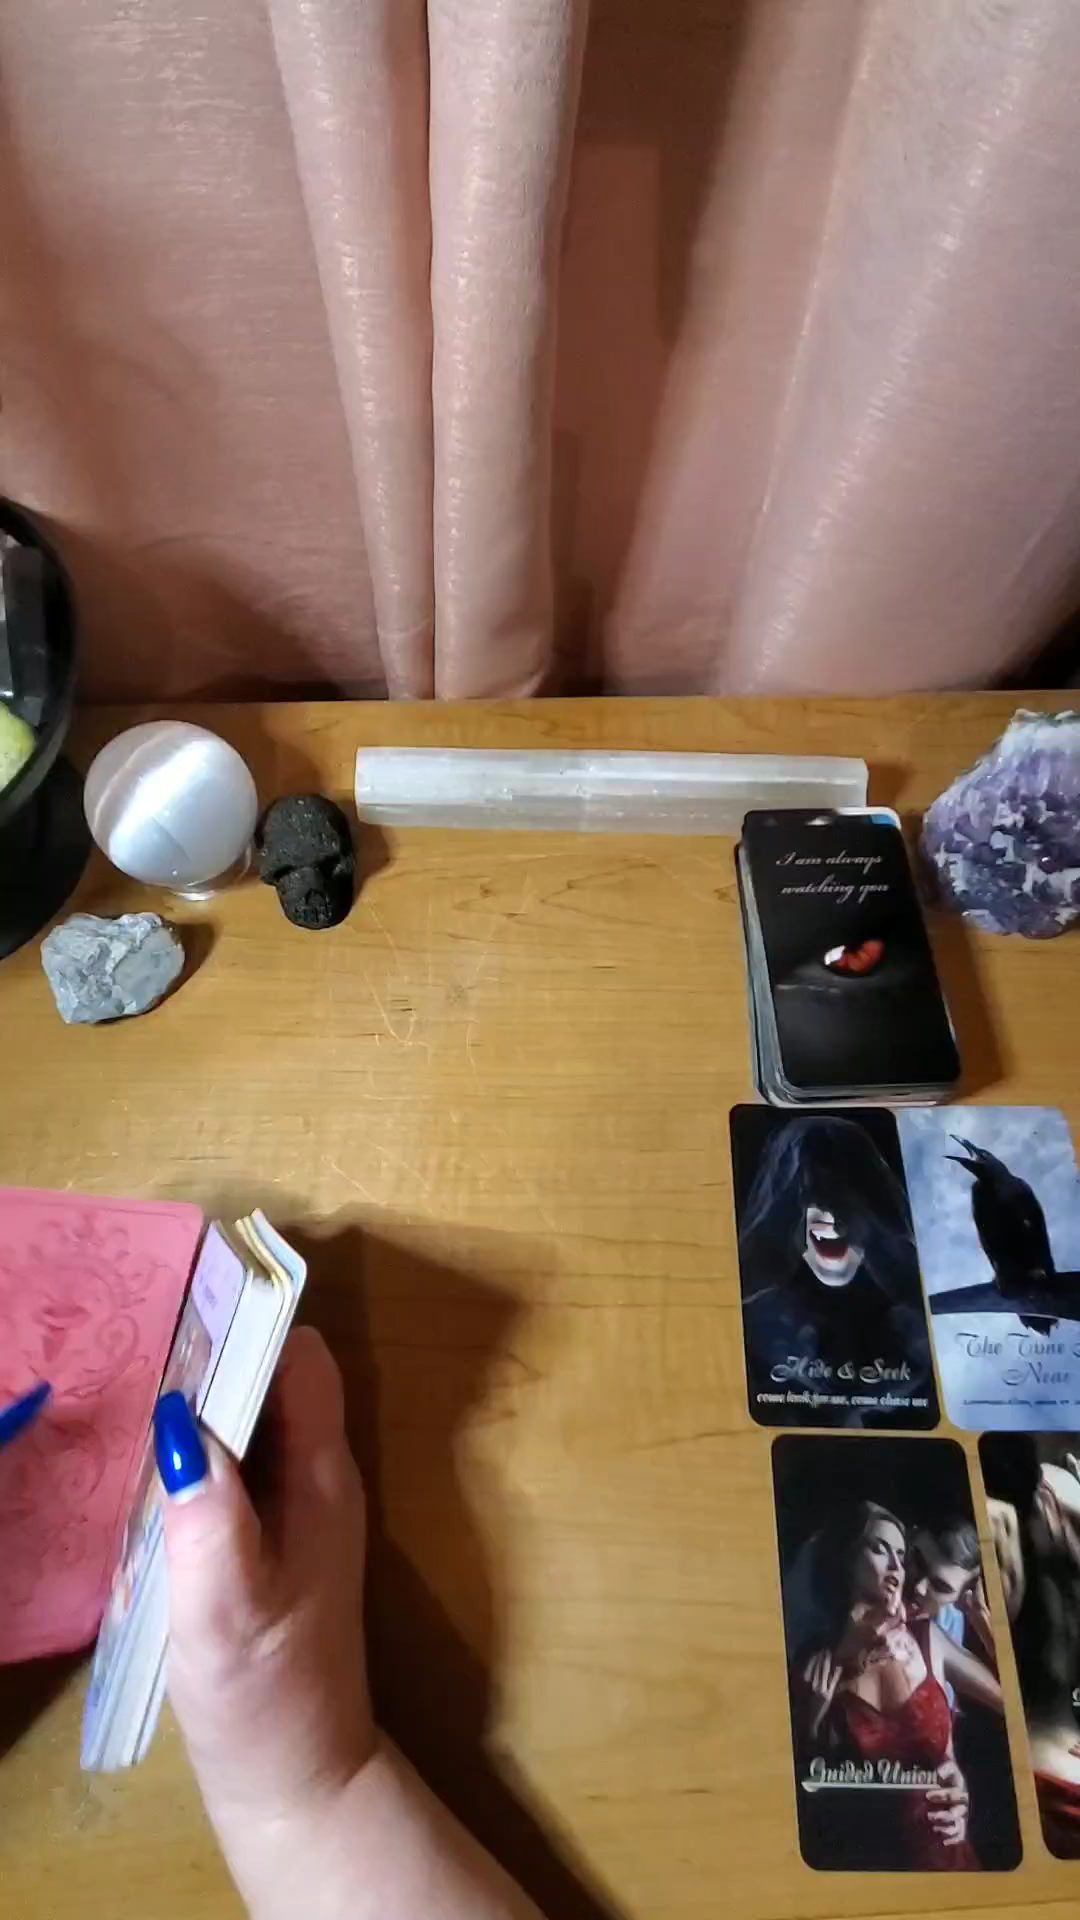 I am always
watching you
Hide & Seek
come look for me, come chase me
The Time
Near
Guided Union